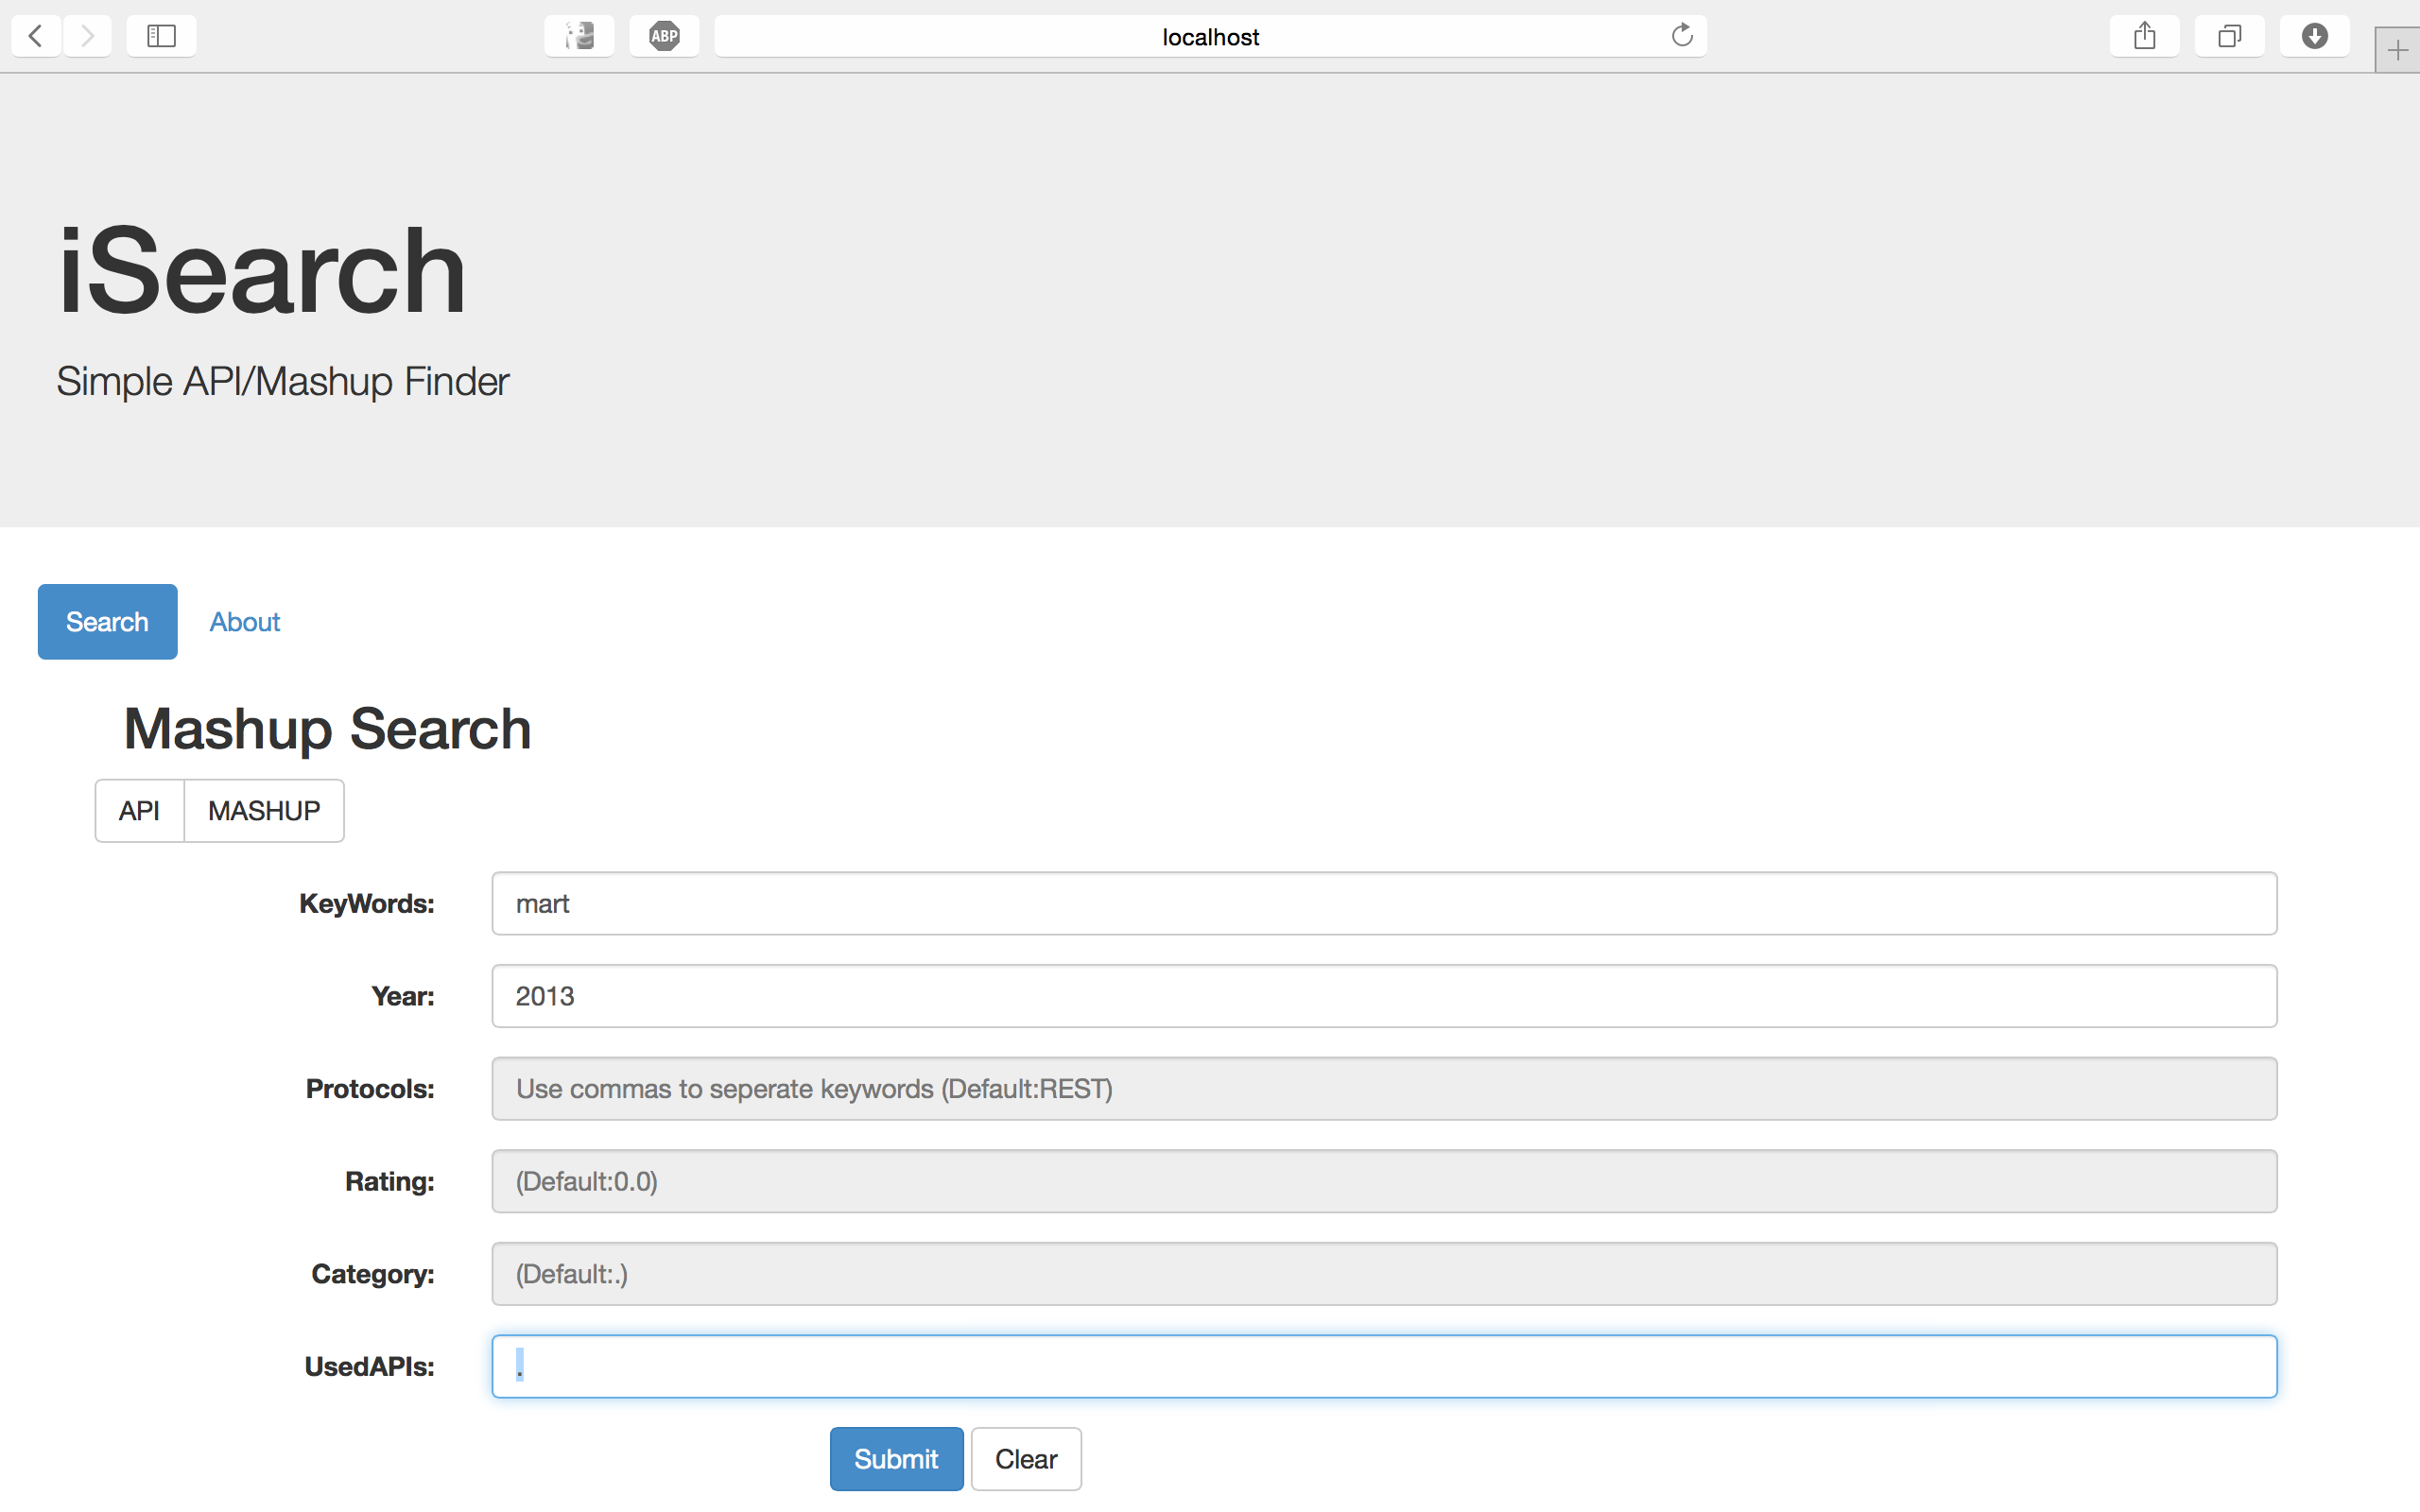 ABP
localhost
iSearch
Simple API/Mashup Finder
Search About
Mashup Search
API MASHUP
KeyWords: mart
Year: 2013
Protocols: Use commas to seperate keywords (Default:REST)
Rating: (Default:0.0)
Category: (Default:.)
UsedAPIs: .
Submit Clear